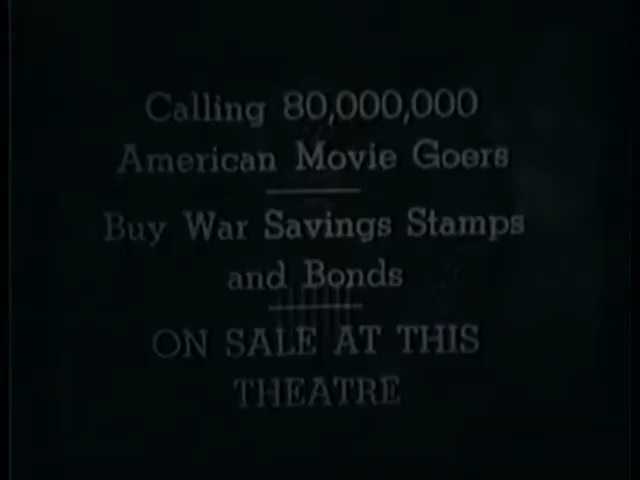 Calling 80,000,000
American Movie Goers
Buy War Savings Stamps
and Bonds
ON SALE AT THIS
THEATRE